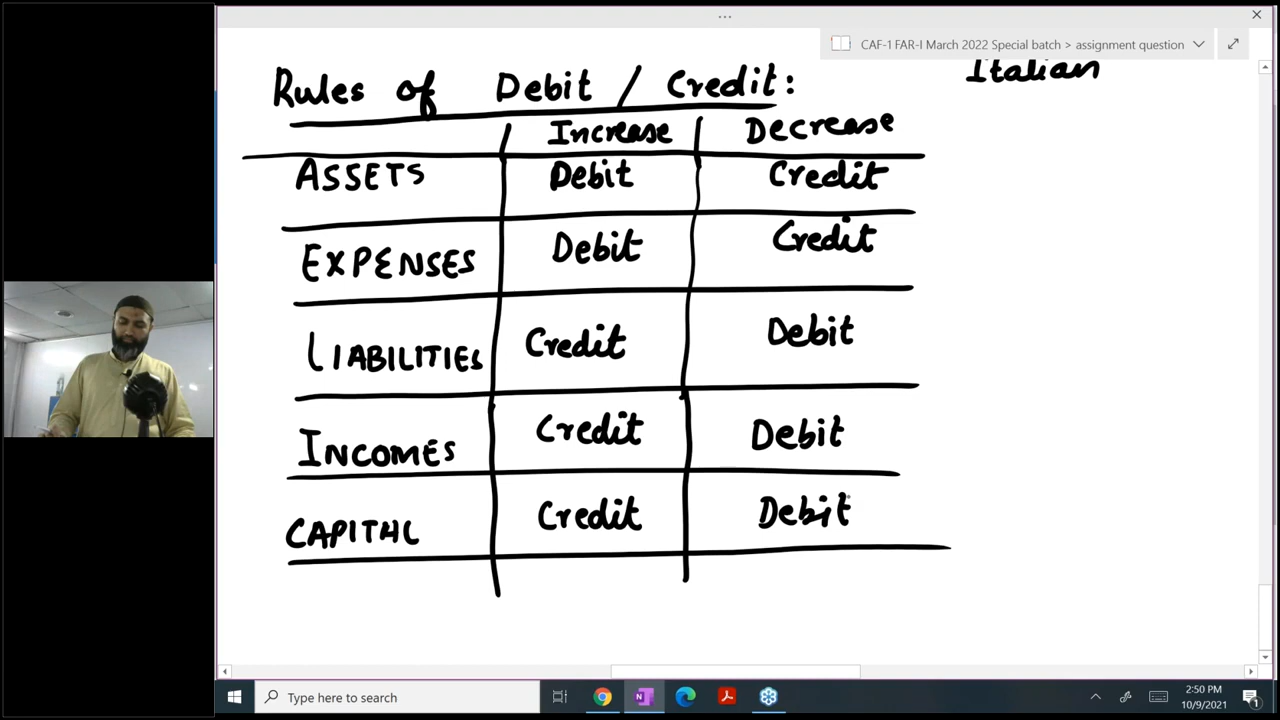 CAF-1 FAR-I March 2022 Special batch > assignment question
Italian
Rules of Debit / Credit:
Increase Decrease
ASSETS Debit Credit
EXPENSES Debit Credit
LIABILITIES Credit Debit
INCOMES Credit Debit
CAPITAL Credit Debit
Type here to search
2:50 PM
10/9/2021
1